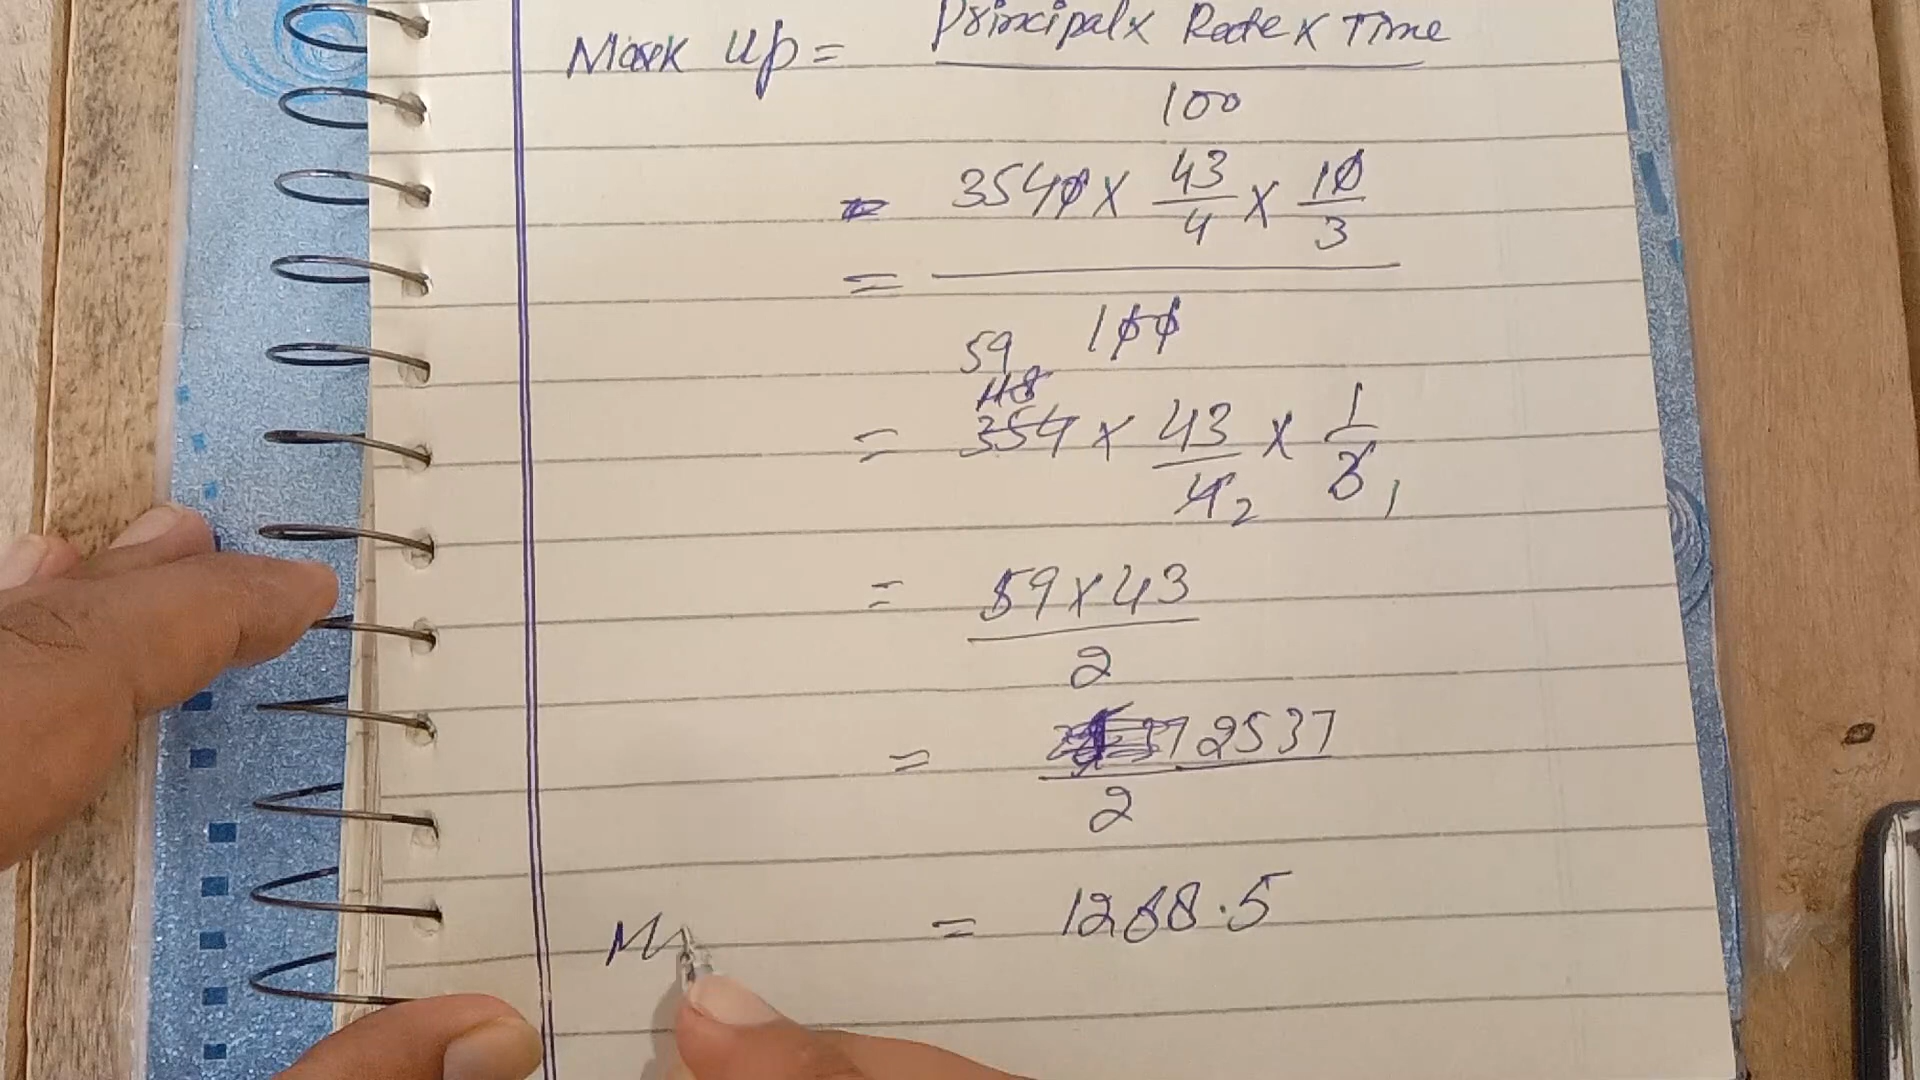 Mark up = Principal x Rate x Time
100
= 3540 x 43/4 x 10/3
=
100
59
118
= 354 x 43/4 2 x 1/3 1
= 59 x 43
2
= 2537
2
= 1268.5